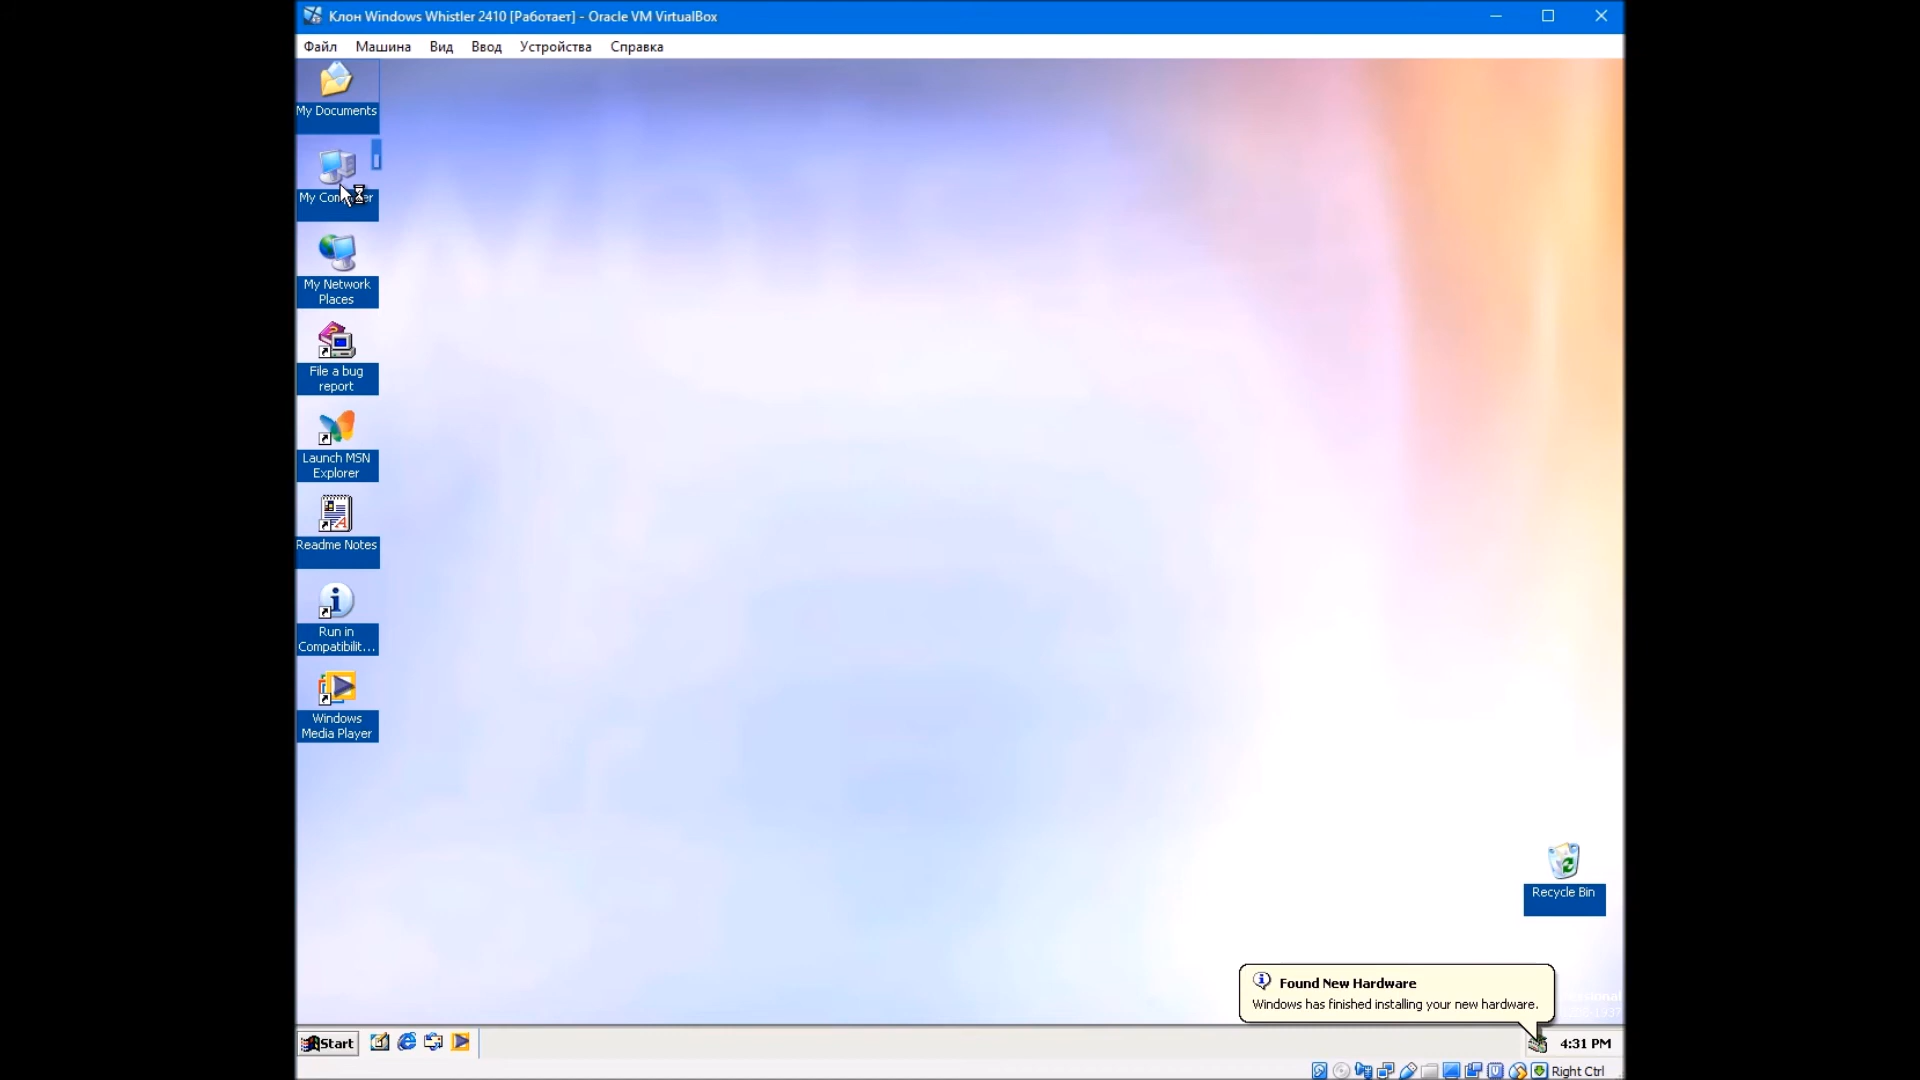 Клон Windows Whistler 2410 [Работает] - Oracle VM VirtualBox
Файл Машина Вид Ввод Устройства Справка
My Documents
My Network
Places
File a bug
report
Launch MSN
Explorer
Readme Notes
Run in
Compatibilit...
Windows
Media Player
Recycle Bin
Found New Hardware
Windows has finished installing your new hardware.
Start
4:31 PM
Right Ctrl